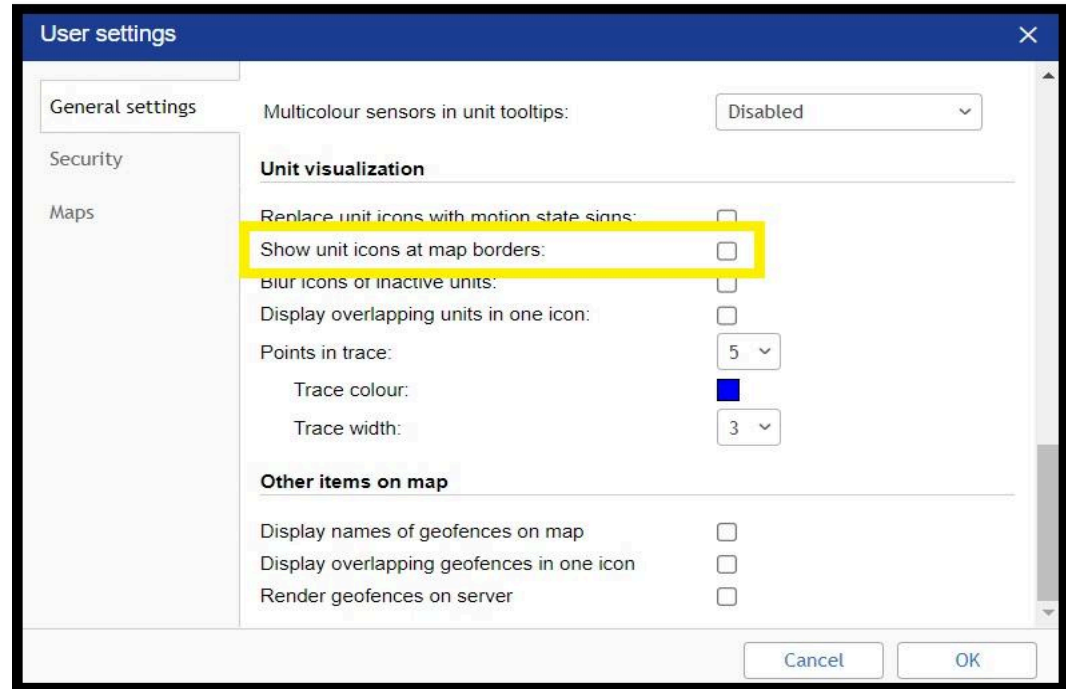 User settings
General settings
Security
Maps
Multicolour sensors in unit tooltips: Disabled
Unit visualization
Replace unit icons with motion state signs:
Show unit icons at map borders:
Blur icons of inactive units:
Display overlapping units in one icon:
Points in trace: 5
Trace colour:
Trace width: 3
Other items on map
Display names of geofences on map
Display overlapping geofences in one icon
Render geofences on server
Cancel OK